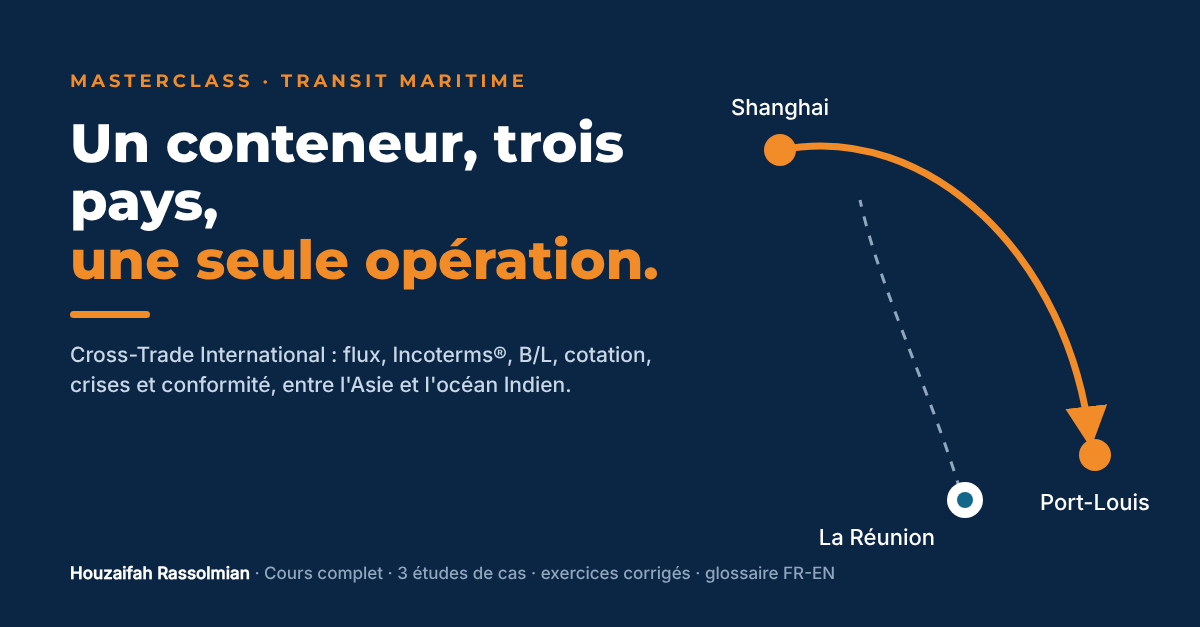 MASTERCLASS · TRANSIT MARITIME
Un conteneur, trois
pays,
une seule opération.
Cross-Trade International : flux, Incoterms®, B/L, cotation,
crises et conformité, entre l'Asie et l'océan Indien.
Shanghai
Port-Louis
La Réunion
Houzaifah Rassolmian · Cours complet · 3 études de cas · exercices corrigés · glossaire FR-EN